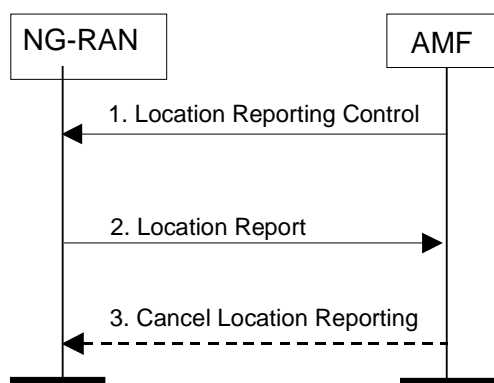 NG-RAN
AMF
1. Location Reporting Control
2. Location Report
3. Cancel Location Reporting